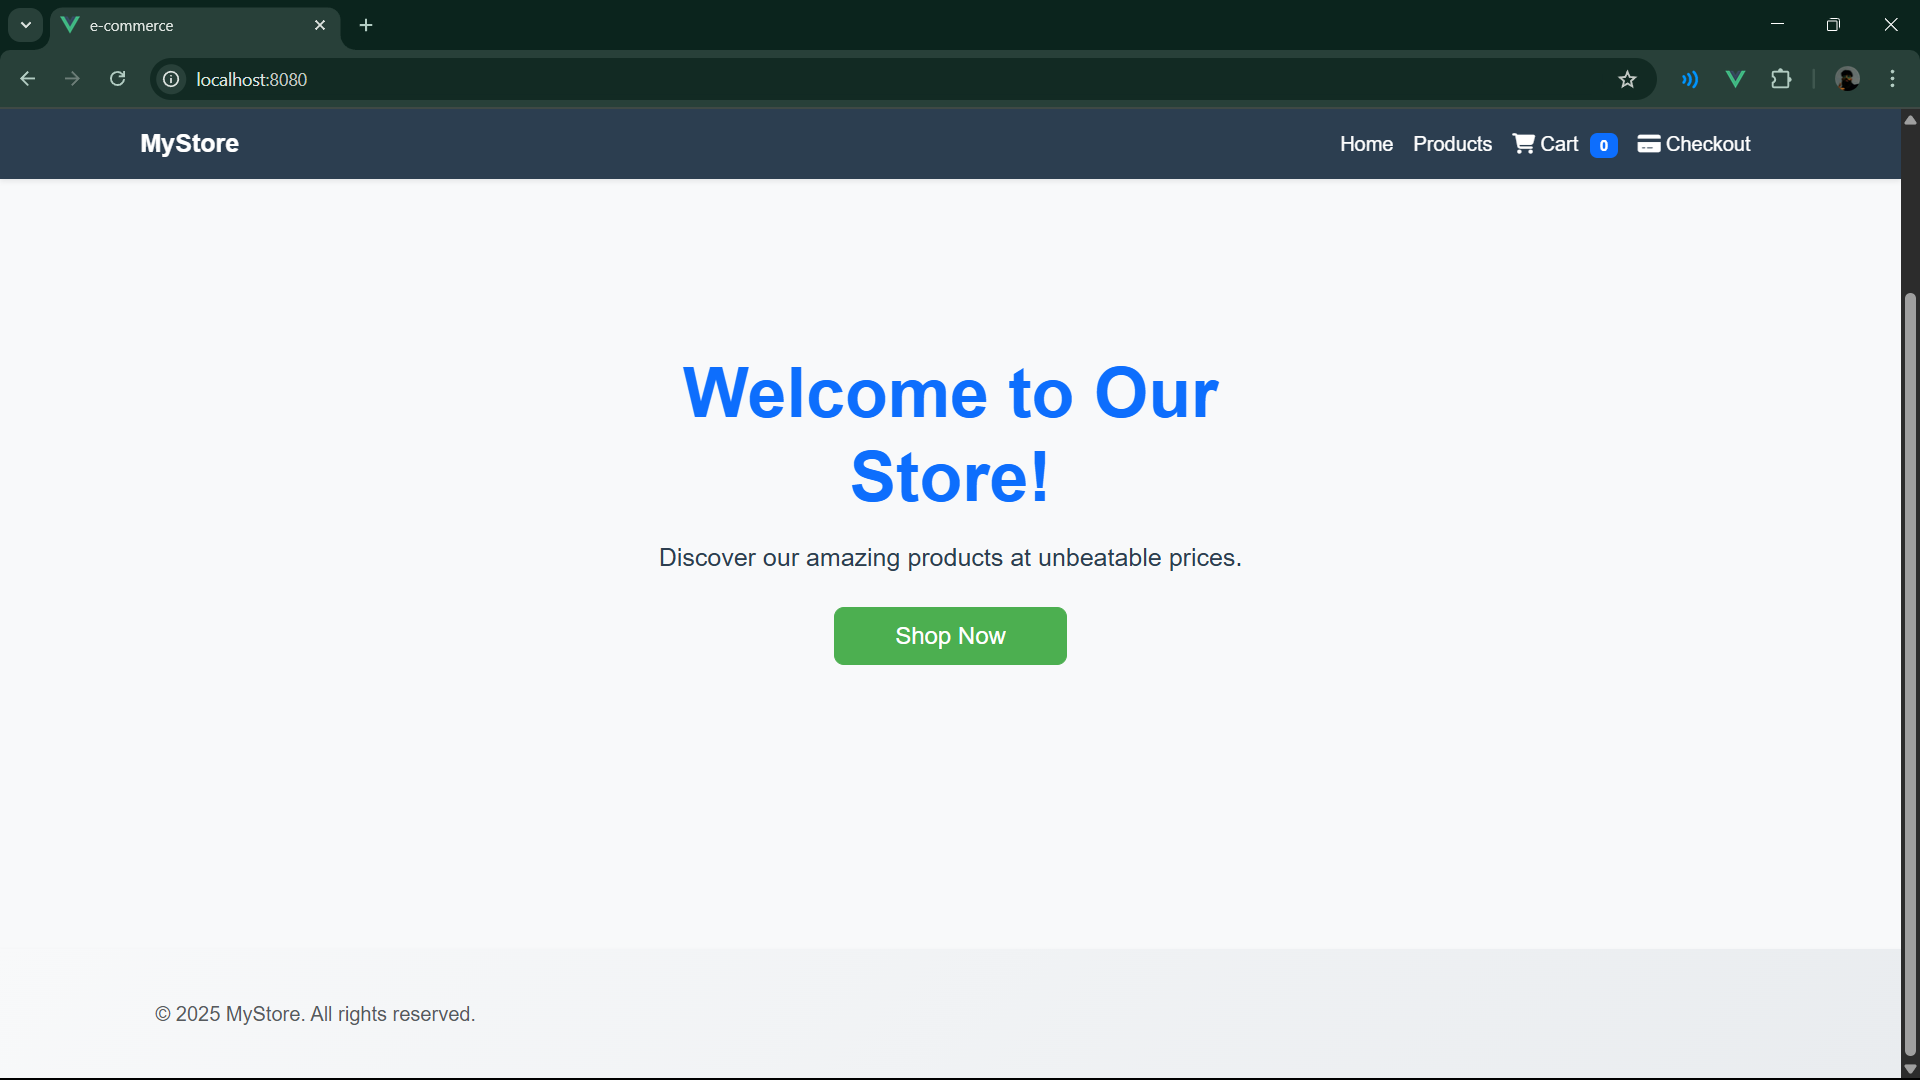 e-commerce
localhost:8080
MyStore
Home Products Cart 0 Checkout
Welcome to Our
Store!
Discover our amazing products at unbeatable prices.
Shop Now
© 2025 MyStore. All rights reserved.